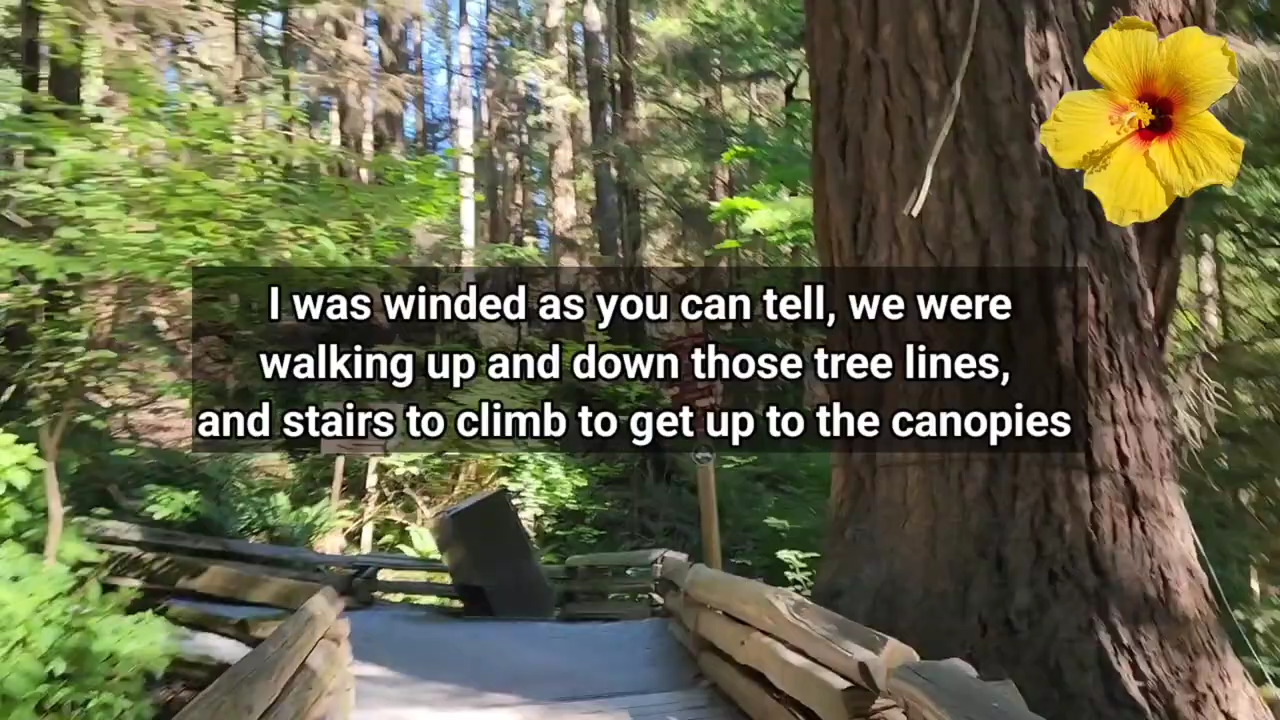 I was winded as you can tell, we were
walking up and down those tree lines,
and stairs to climb to get up to the canopies